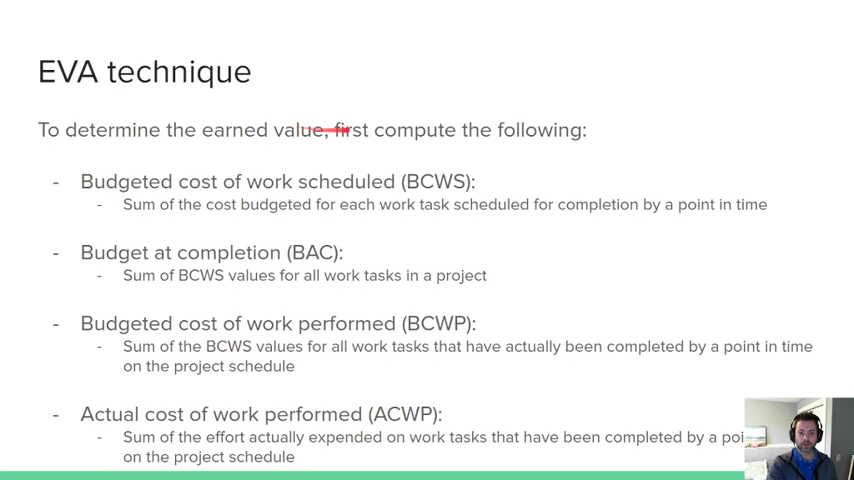 EVA technique
To determine the earned value, first compute the following:
- Budgeted cost of work scheduled (BCWS):
- Sum of the cost budgeted for each work task scheduled for completion by a point in time
- Budget at completion (BAC):
- Sum of BCWS values for all work tasks in a project
- Budgeted cost of work performed (BCWP):
- Sum of the BCWS values for all work tasks that have actually been completed by a point in time
on the project schedule
- Actual cost of work performed (ACWP):
- Sum of the effort actually expended on work tasks that have been completed by a
on the project schedule